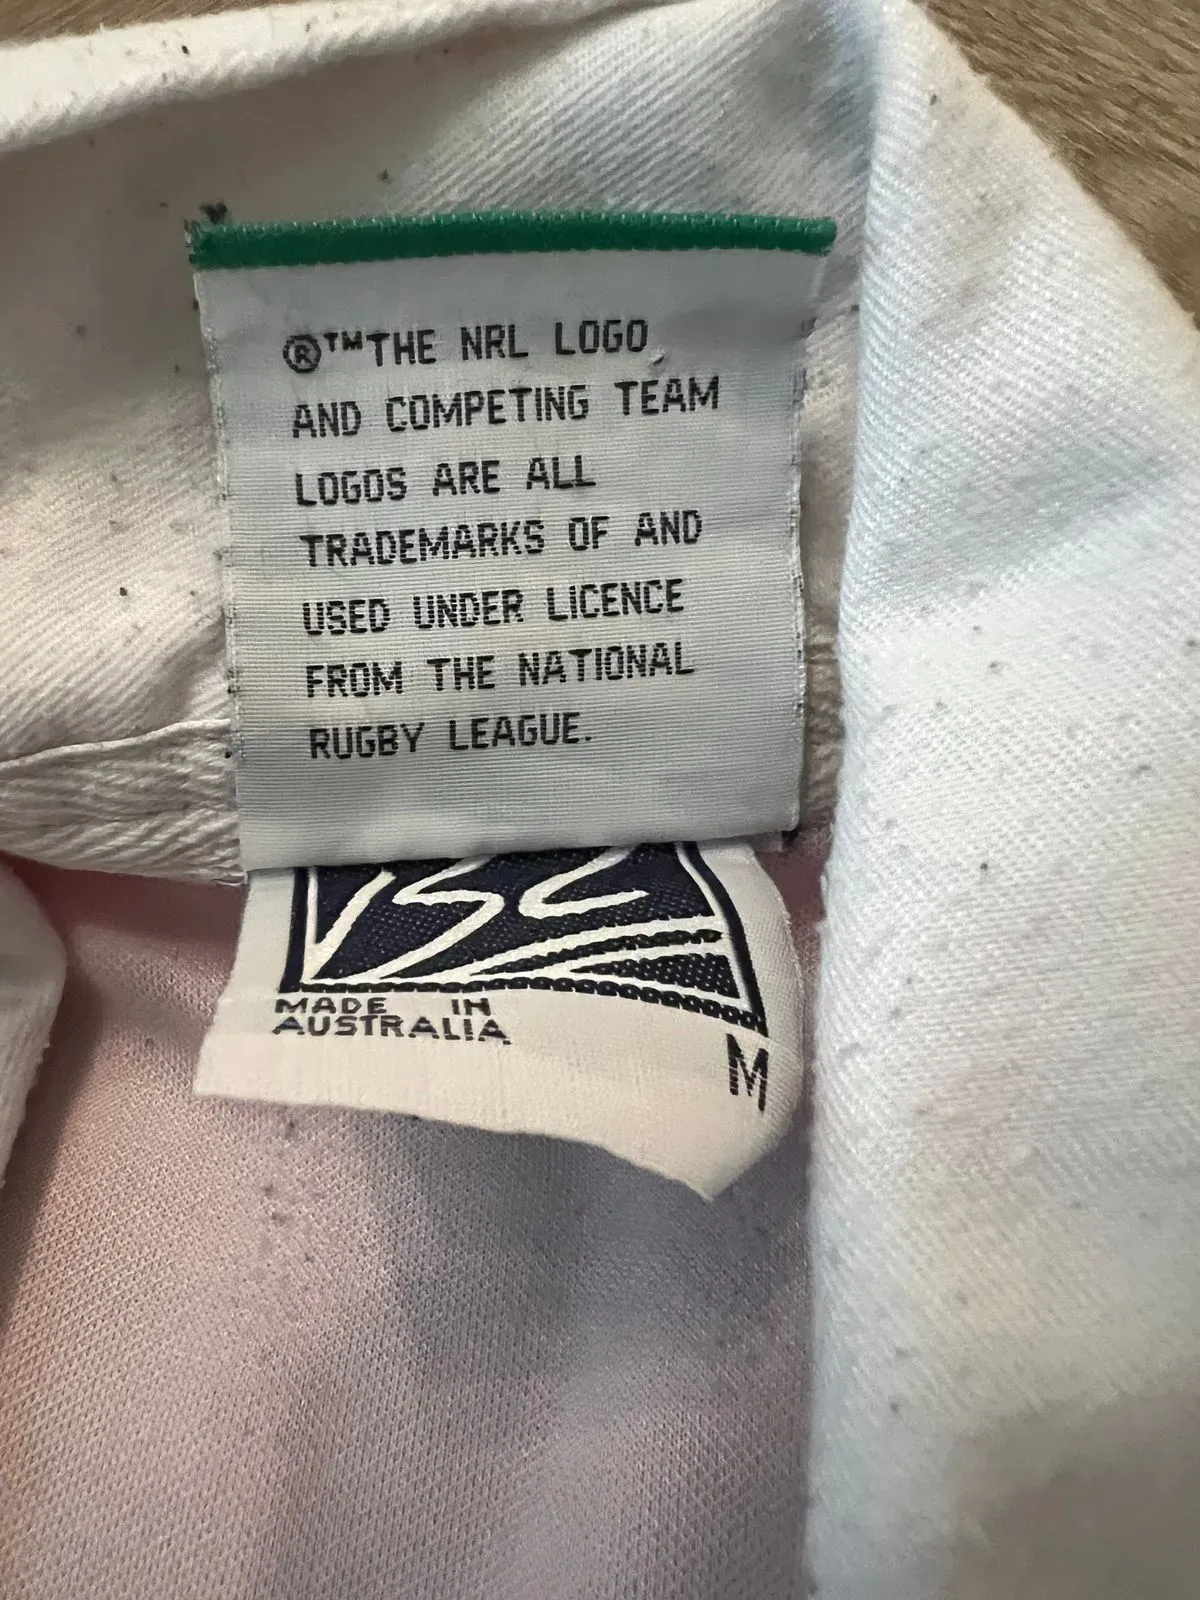 ®™THE NRL LOGO
AND COMPETING TEAM
LOGOS ARE ALL
TRADEMARKS OF AND
USED UNDER LICENCE
FROM THE NATIONAL
RUGBY LEAGUE.
ISC
MADE IN
AUSTRALIA
M